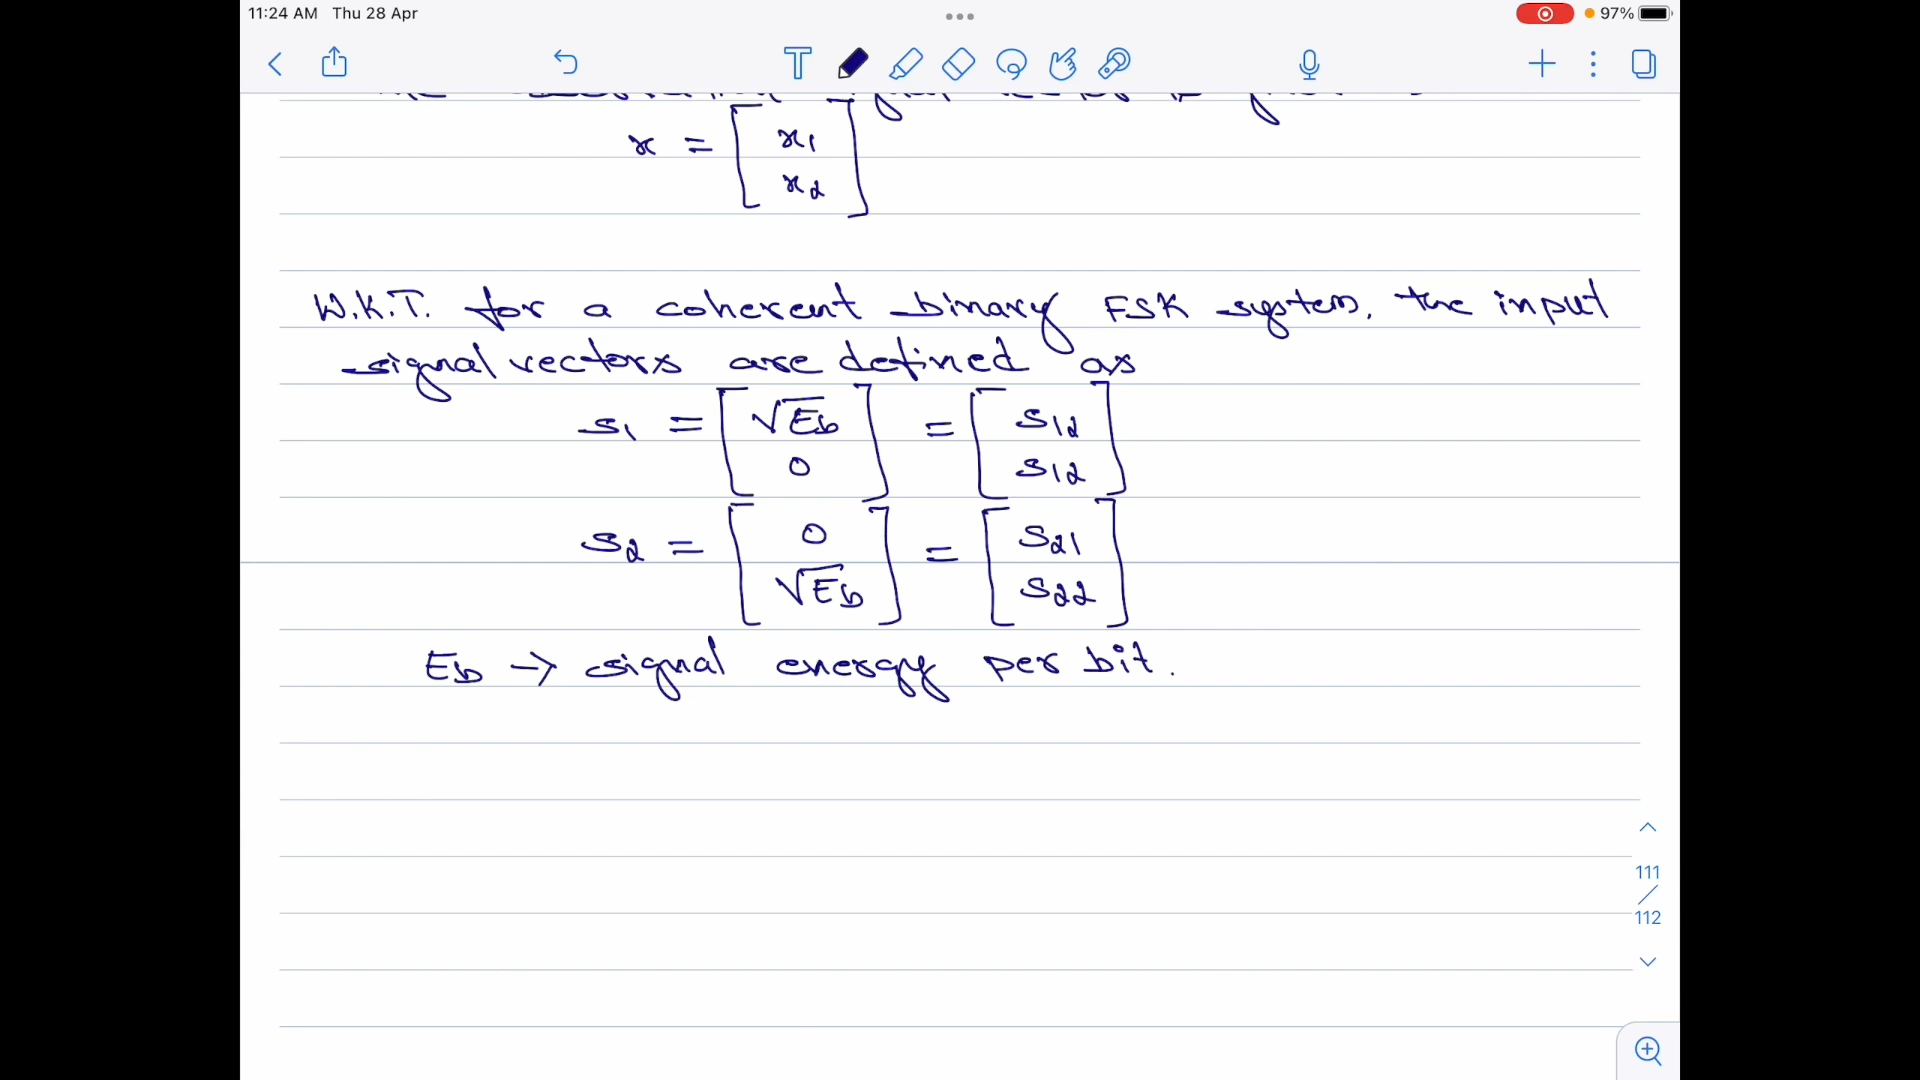 11:24 AM Thu 28 Apr
97%
x = [ x1
x2 ]
W.K.T. for a coherent binary FSK system, the input
signal vectors are defined as
s1 = [ √Eb 0 ] = [ s12 s12 ]
s2 = [ 0 √Eb ] = [ s21 s22 ]
Eb → signal energy per bit.
111
/
112